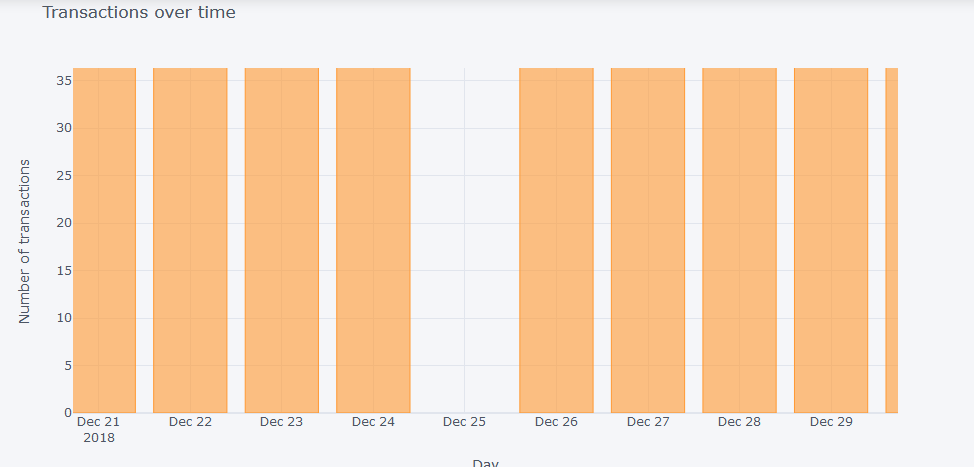 Transactions over time
35
30
25
20
15
10
5
0
Number of transactions
Dec 21 Dec 22 Dec 23 Dec 24 Dec 25 Dec 26 Dec 27 Dec 28 Dec 29
2018
Day